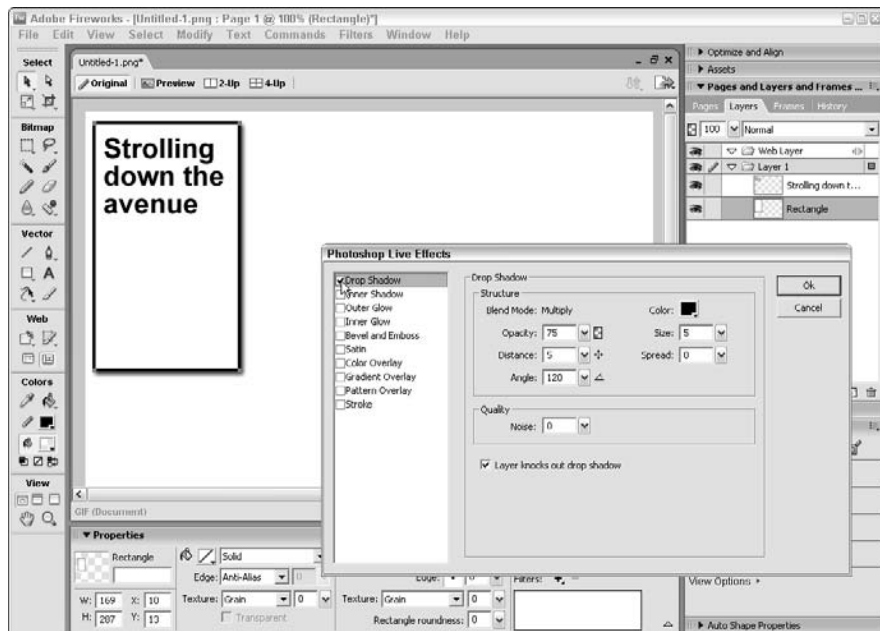 Adobe Fireworks - [Untitled-1.png : Page 1 @ 100% (Rectangle)*]
File Edit View Select Modify Text Commands Filters Window Help
Select
Bitmap
Vector
Web
Colors
View
Untitled-1.png*
Original Preview 2-Up 4-Up
Strolling
down the
avenue
GIF (Document)
Optimize and Align
Assets
Pages and Layers and Frames ...
Pages Layers Frames History
100 Normal
Web Layer
Layer 1
Strolling down t...
Rectangle
Photoshop Live Effects
Drop Shadow
Inner Shadow
Outer Glow
Inner Glow
Bevel and Emboss
Satin
Color Overlay
Gradient Overlay
Pattern Overlay
Stroke
Drop Shadow
Structure
Blend Mode: Multiply Color:
Opacity: 75 Size: 5
Distance: 5 Spread: 0
Angle: 120
Quality
Noise: 0
Layer knocks out drop shadow
Ok
Cancel
Properties
Rectangle Solid
Edge: Anti-Alias 0 Edge: 0 Filters:
W: 169 X: 10 Texture: Grain 0 Texture: Grain 0
H: 287 Y: 13 Transparent Rectangle roundness: 0
View Options
Auto Shape Properties